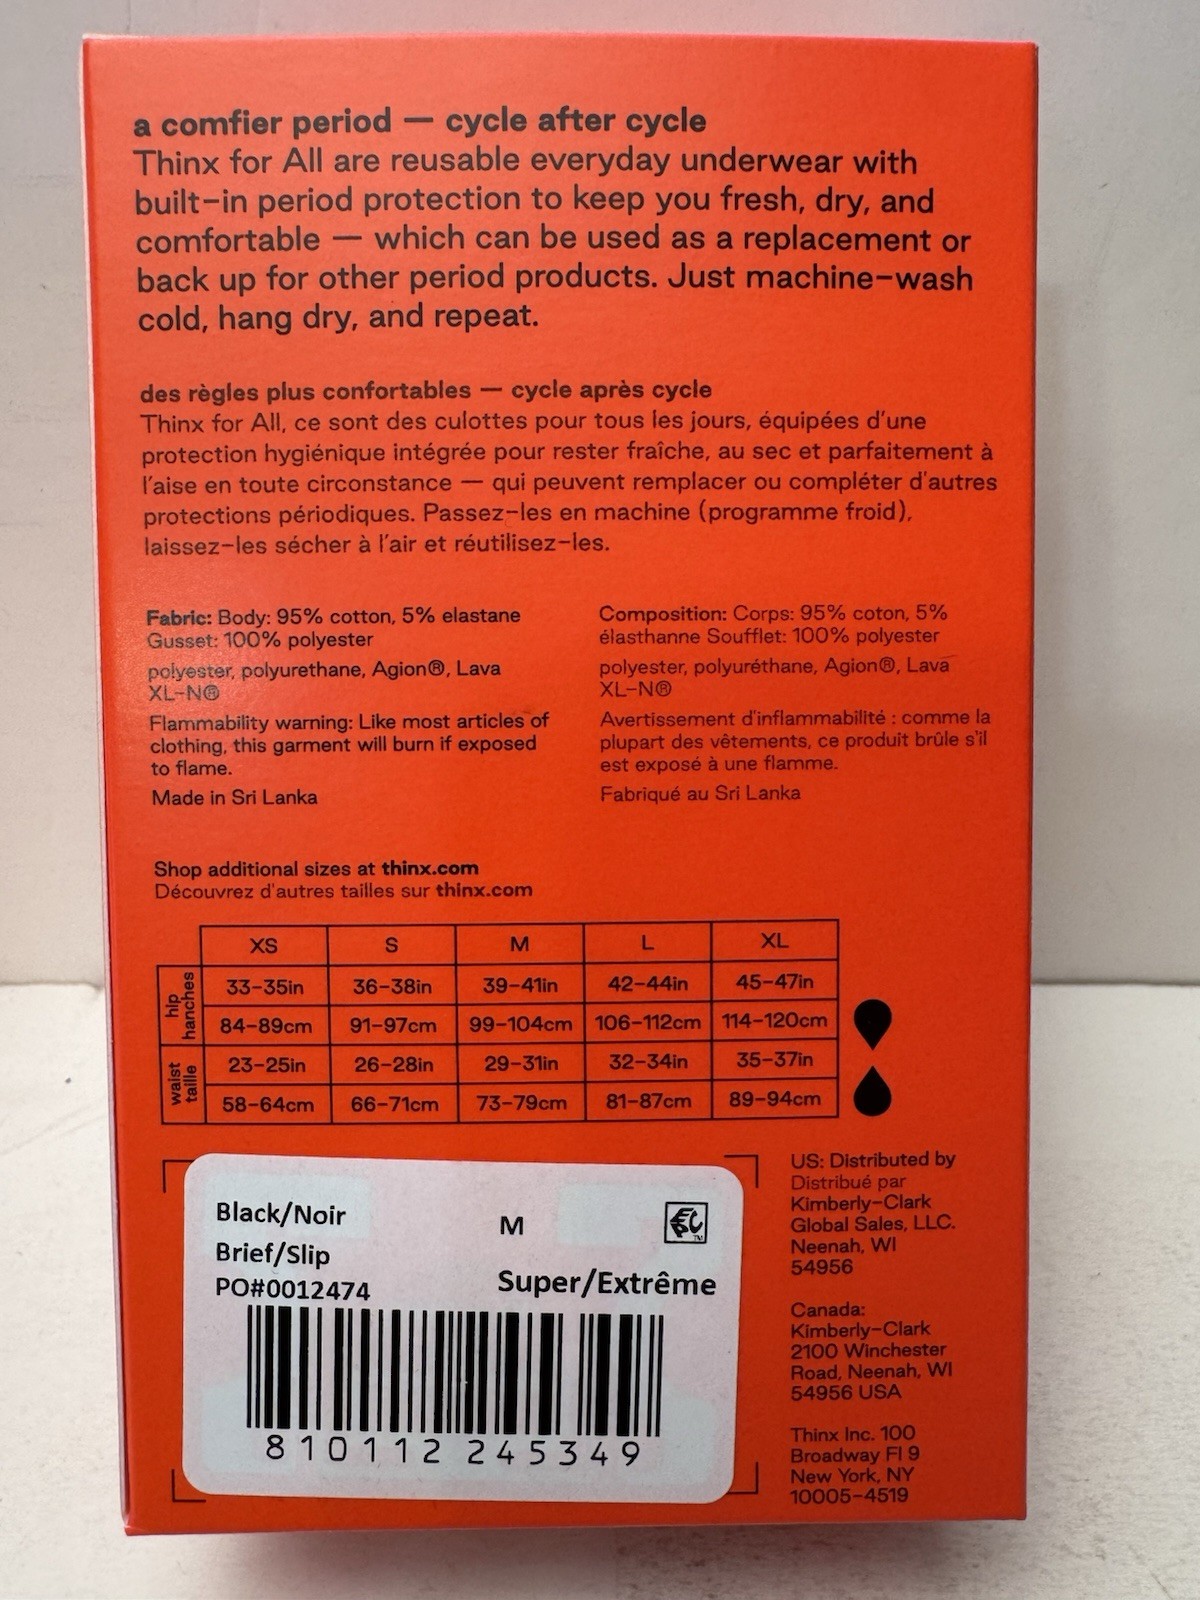 a comfier period — cycle after cycle
Thinx for All are reusable everyday underwear with
built-in period protection to keep you fresh, dry, and
comfortable — which can be used as a replacement or
back up for other period products. Just machine-wash
cold, hang dry, and repeat.
des règles plus confortables — cycle après cycle
Thinx for All, ce sont des culottes pour tous les jours, équipées d'une
protection hygiénique intégrée pour rester fraîche, au sec et parfaitement à
l'aise en toute circonstance — qui peuvent remplacer ou compléter d'autres
protections périodiques. Passez-les en machine (programme froid),
laissez-les sécher à l'air et réutilisez-les.
Fabric: Body: 95% cotton, 5% elastane
Gusset: 100% polyester
polyester, polyurethane, Agion®, Lava
XL-N®
Flammability warning: Like most articles of
clothing, this garment will burn if exposed
to flame.
Made in Sri Lanka
Composition: Corps: 95% coton, 5%
élasthanne Soufflet: 100% polyester
polyester, polyuréthane, Agion®, Lava
XL-N®
Avertissement d'inflammabilité : comme la
plupart des vêtements, ce produit brûle s'il
est exposé à une flamme.
Fabriqué au Sri Lanka
Shop additional sizes at thinx.com
Découvrez d'autres tailles sur thinx.com
XS S M L XL
hip
hanches
33-35in 36-38in 39-41in 42-44in 45-47in
84-89cm 91-97cm 99-104cm 106-112cm 114-120cm
waist
taille
23-25in 26-28in 29-31in 32-34in 35-37in
58-64cm 66-71cm 73-79cm 81-87cm 89-94cm
Black/Noir M
Brief/Slip
PO#0012474 Super/Extrême
810112 245349
US: Distributed by
Distribué par
Kimberly-Clark
Global Sales, LLC.
Neenah, WI
54956
Canada:
Kimberly-Clark
2100 Winchester
Road, Neenah, WI
54956 USA
Thinx Inc. 100
Broadway Fl 9
New York, NY
10005-4519